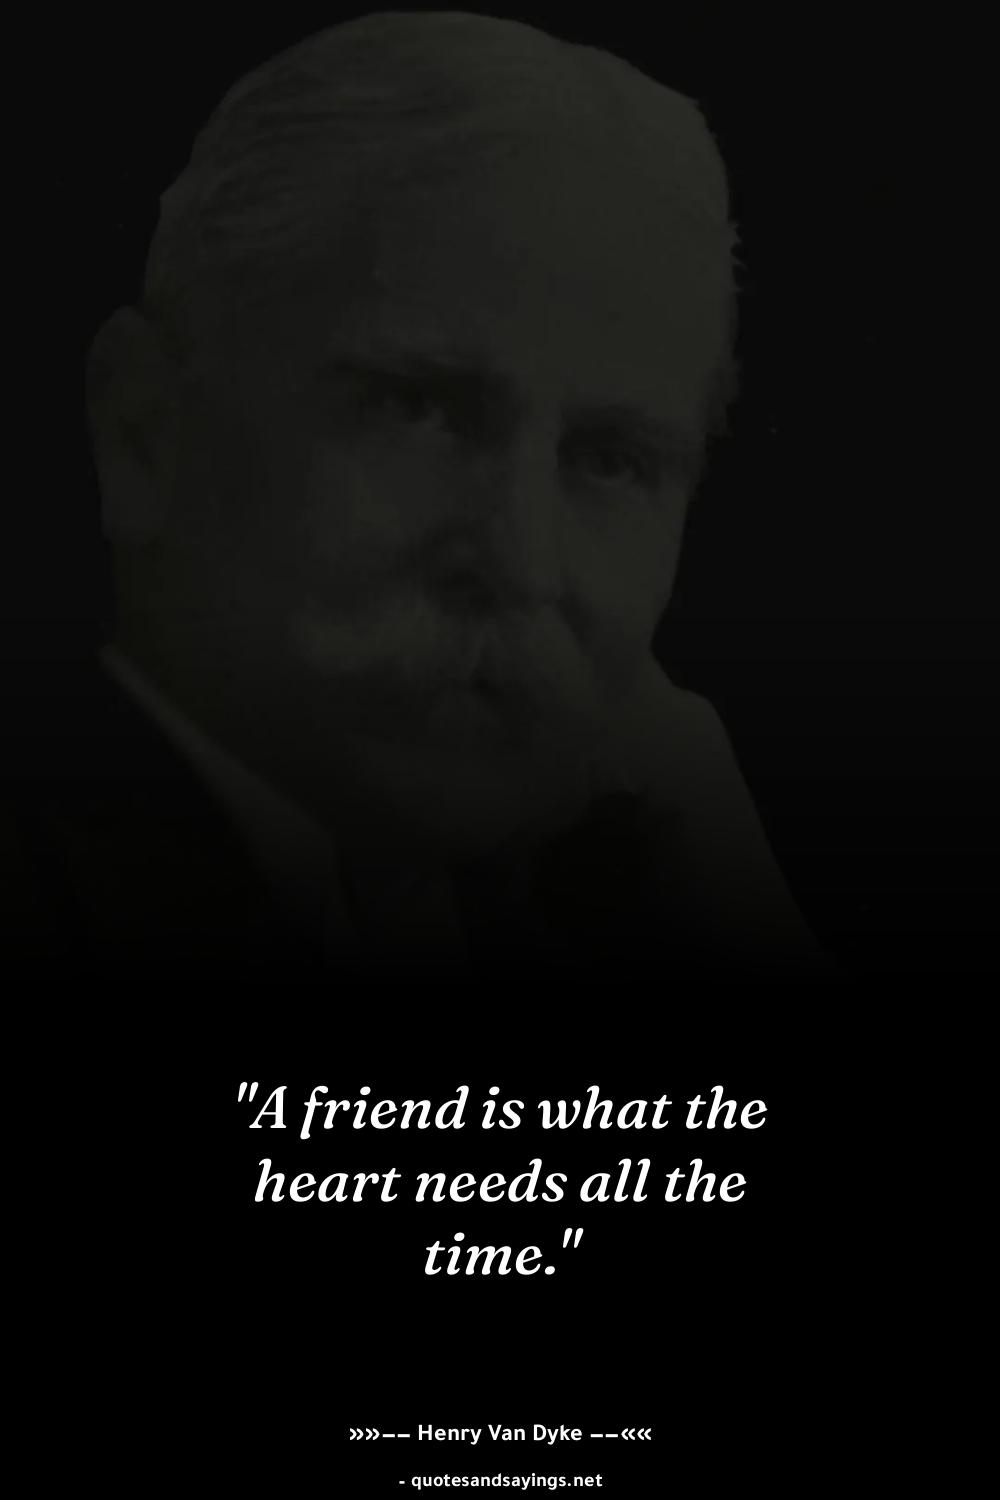 "A friend is what the
heart needs all the
time."
»»−− Henry Van Dyke −−««
- quotesandsayings.net